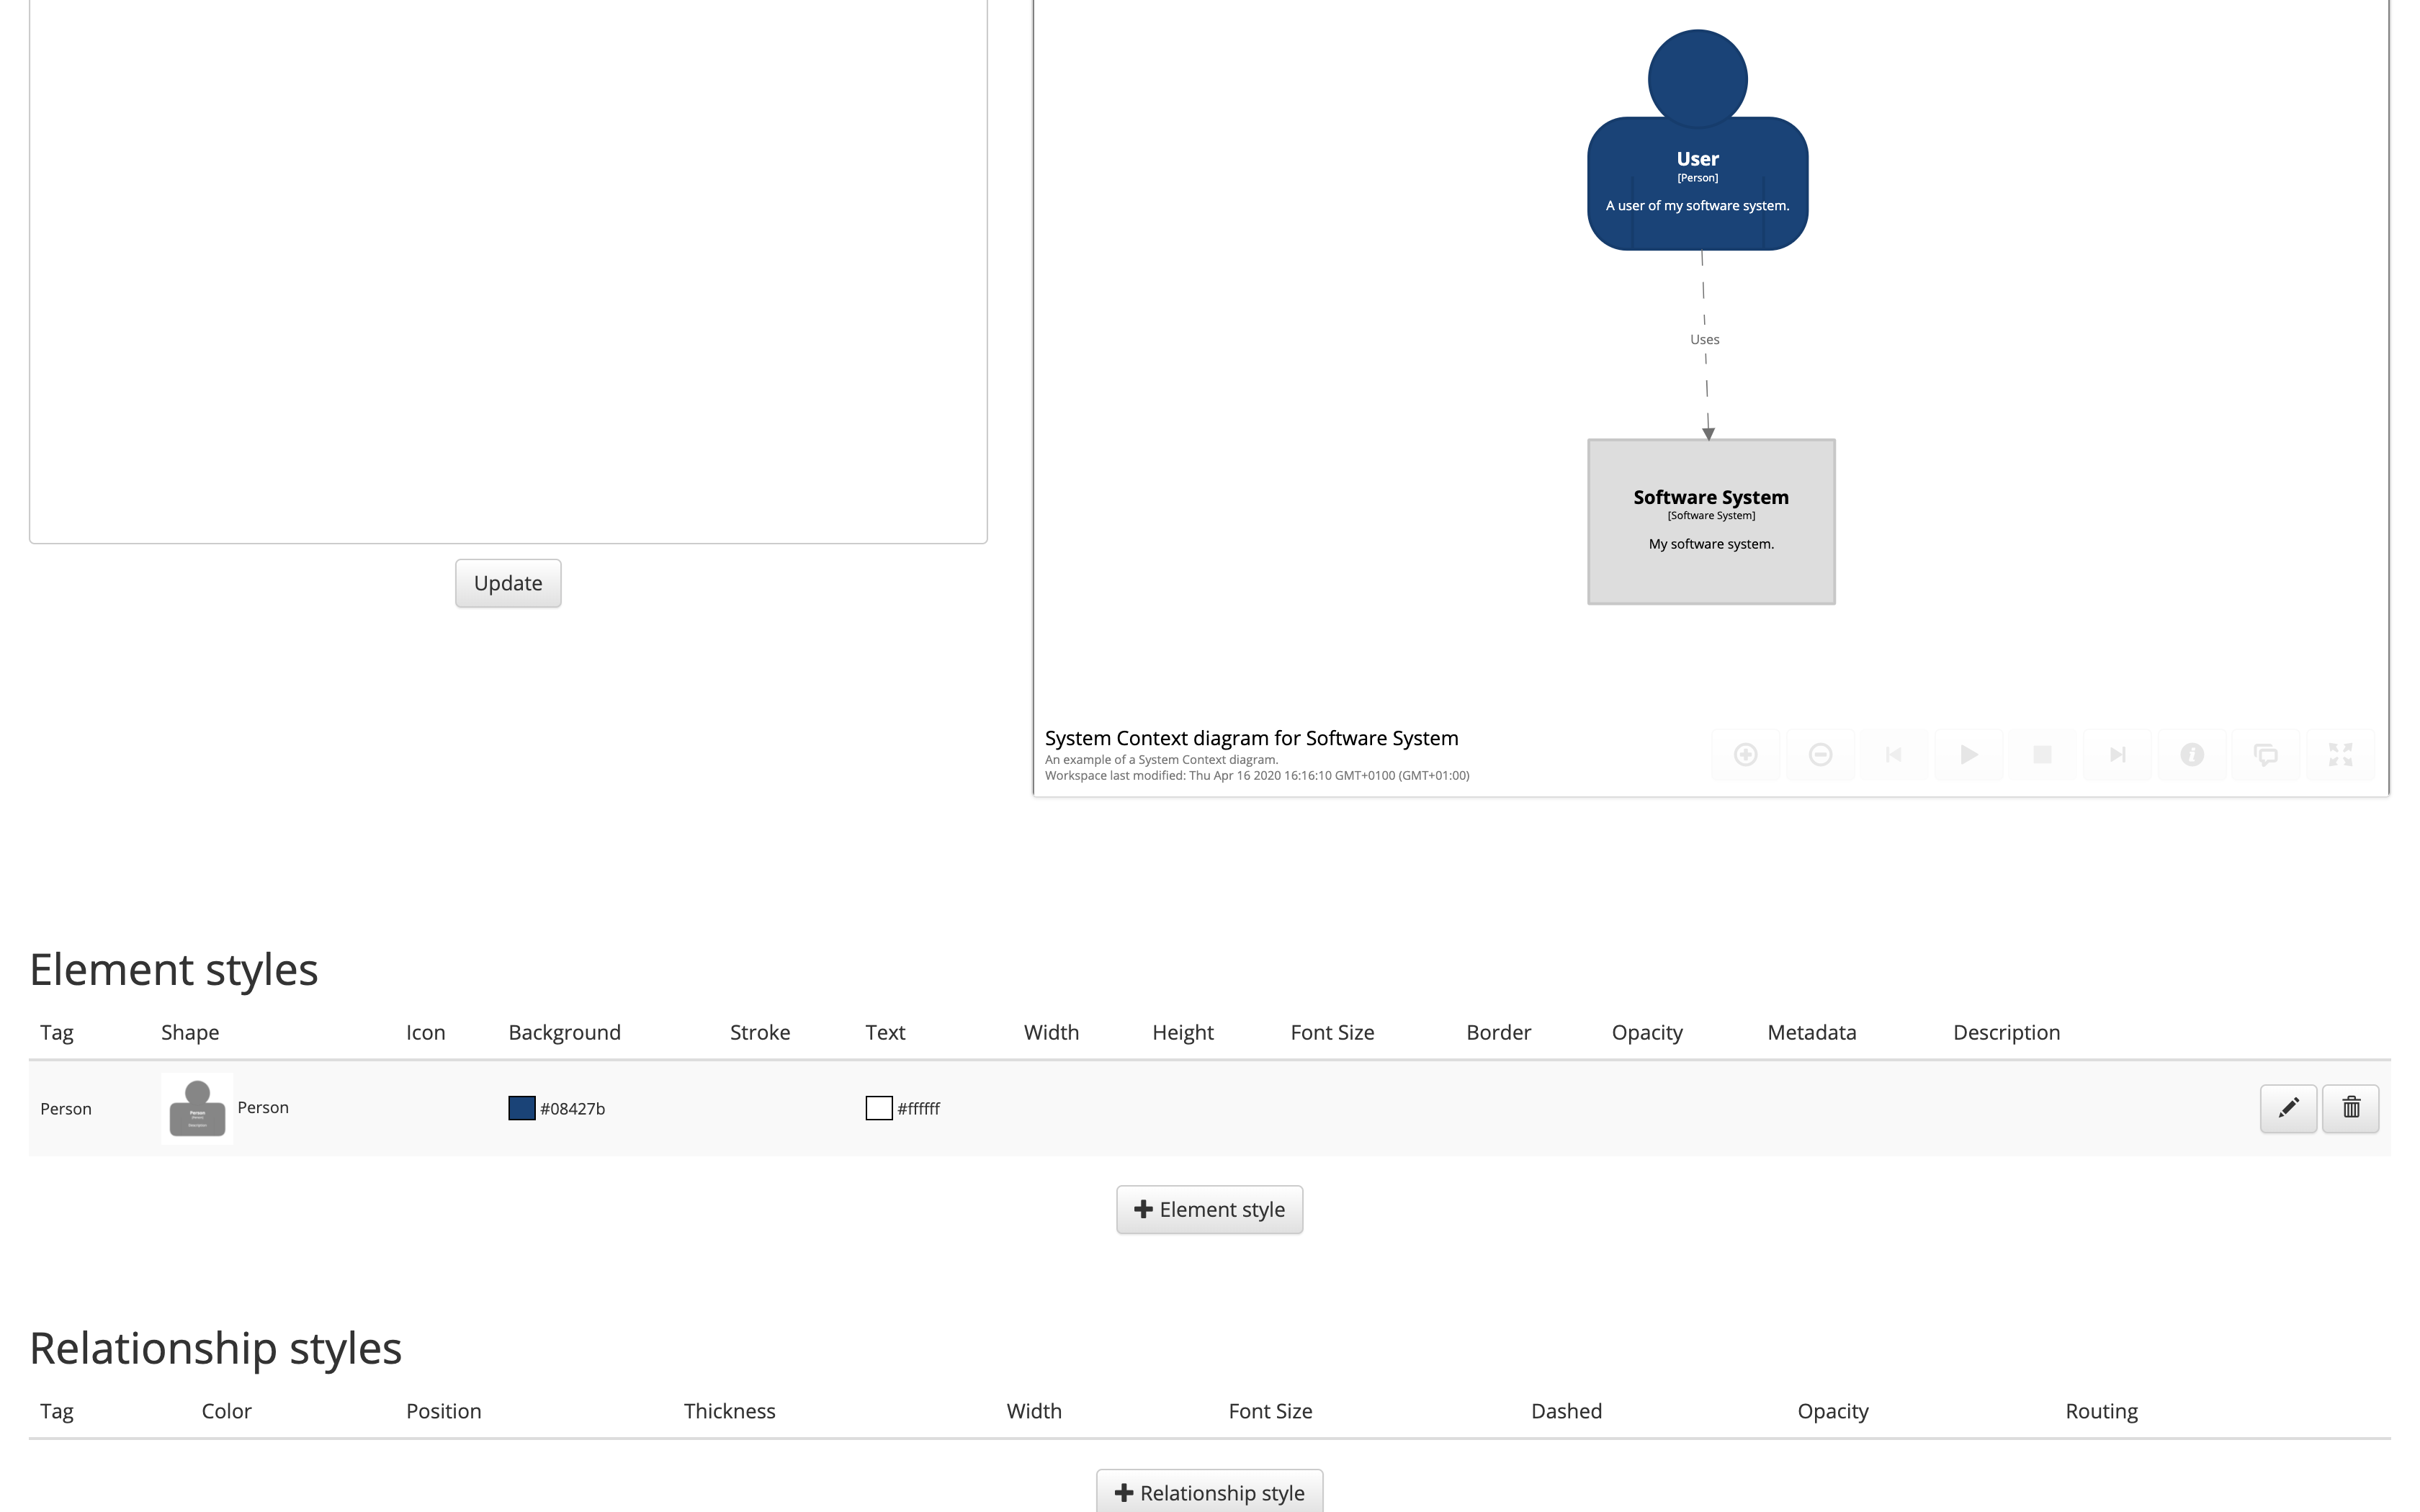 User
[Person]
A user of my software system.
Uses
Software System
[Software System]
My software system.
Update
System Context diagram for Software System
An example of a System Context diagram.
Workspace last modified: Thu Apr 16 2020 16:16:10 GMT+0100 (GMT+01:00)
Element styles
Tag Shape Icon Background Stroke Text Width Height Font Size Border Opacity Metadata Description
Person Person #08427b #ffffff
Element style
Relationship styles
Tag Color Position Thickness Width Font Size Dashed Opacity Routing
Relationship style